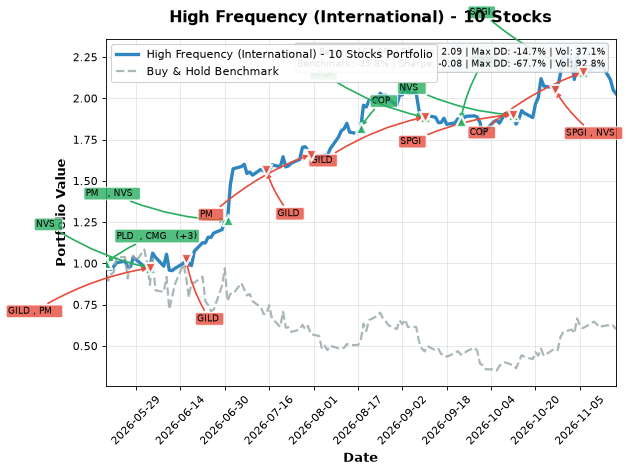 High Frequency (International) - 10 Stocks
SPGI
High Frequency (International) - 10 Stocks Portfolio
Buy & Hold Benchmark
2.09 | Max DD: -14.7% | Vol: 37.1%
-0.08 | Max DD: -67.7% | Vol: 92.8%
NVS
COP
SPGI
COP
SPGI , NVS
GILD
PM , NVS
PM
GILD
NVS
PLD , CMG (+3)
GILD , PM
GILD
Portfolio Value
2.25
2.00
1.75
1.50
1.25
1.00
0.75
0.50
2026-05-29
2026-06-14
2026-06-30
2026-07-16
2026-08-01
2026-08-17
2026-09-02
2026-09-18
2026-10-04
2026-10-20
2026-11-05
Date